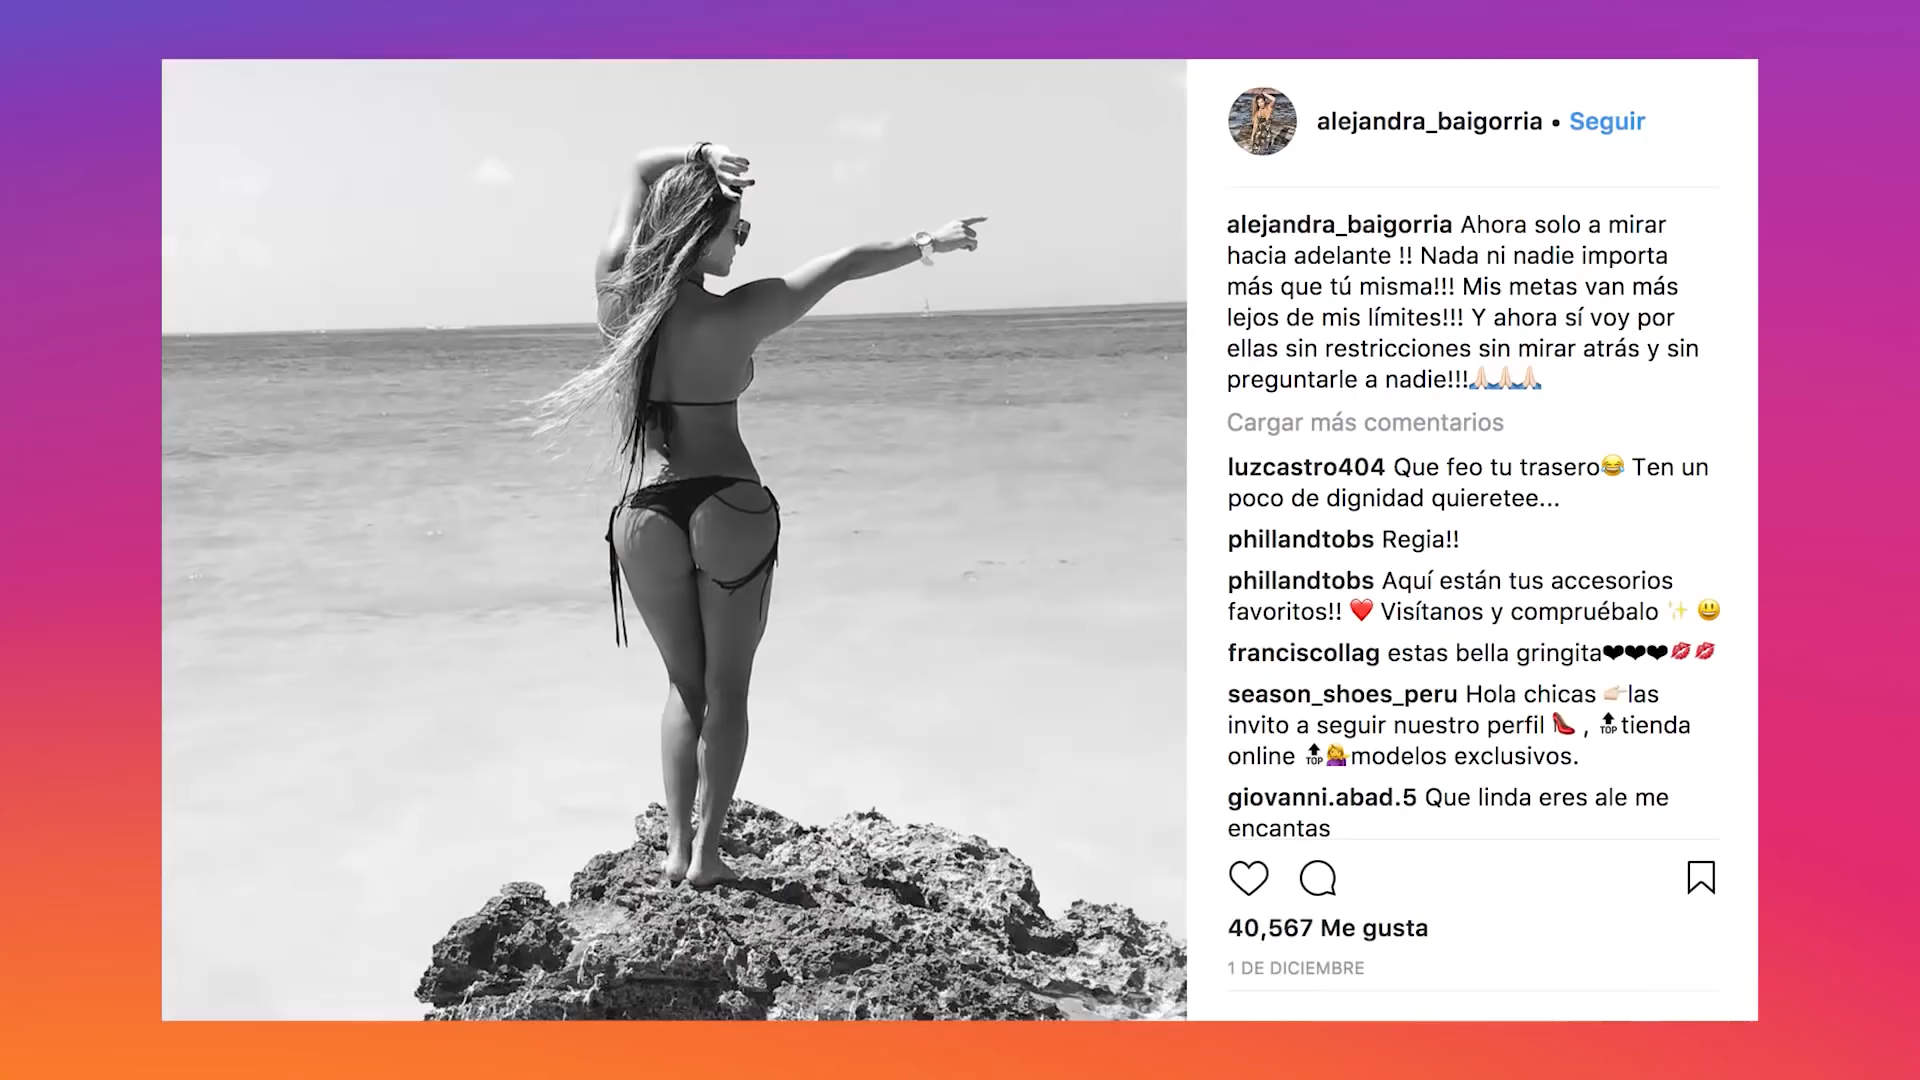 alejandra_baigorria • Seguir
alejandra_baigorria Ahora solo a mirar
hacia adelante !! Nada ni nadie importa
más que tú misma!!! Mis metas van más
lejos de mis límites!!! Y ahora sí voy por
ellas sin restricciones sin mirar atrás y sin
preguntarle a nadie!!!🙏🏻🙏🏻🙏🏻
Cargar más comentarios
luzcastro404 Que feo tu trasero😂 Ten un
poco de dignidad quieretee...
phillandtobs Regia!!
phillandtobs Aquí están tus accesorios
favoritos!! ❤️ Visítanos y compruébalo ✨ 😃
franciscollag estas bella gringita❤❤❤💋💋
season_shoes_peru Hola chicas 👉🏻las
invito a seguir nuestro perfil 👠 , 🔝tienda
online 🔝💁‍♀️modelos exclusivos.
giovanni.abad.5 Que linda eres ale me
encantas
40,567 Me gusta
1 DE DICIEMBRE